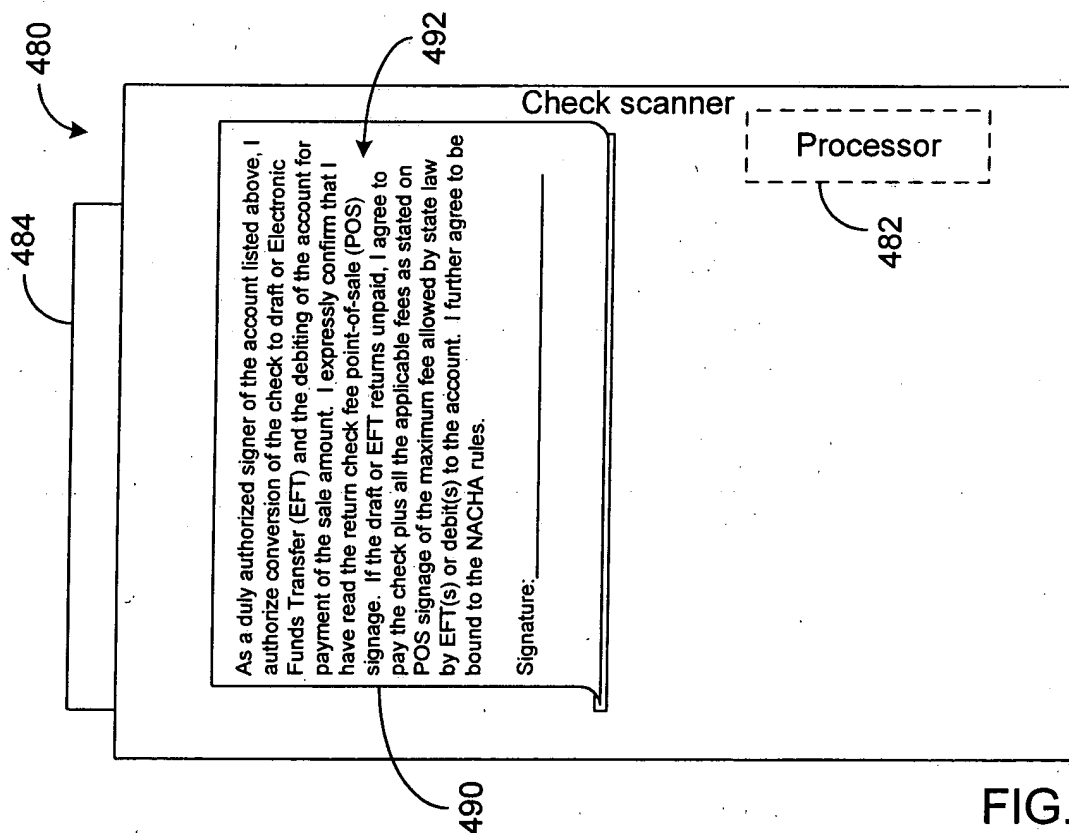 480
484
Check scanner
As a duly authorized signer of the account listed above, I
authorize conversion of the check to draft or Electronic
Funds Transfer (EFT) and the debiting of the account for
payment of the sale amount.  I expressly confirm that I
have read the return check fee point-of-sale (POS)
signage.  If the draft or EFT returns unpaid, I agree to
pay the check plus all the applicable fees as stated on
POS signage of the maximum fee allowed by state law
by EFT(s) or debit(s) to the account.  I further agree to be
bound to the NACHA rules.
Signature:
492
Processor
482
490
FIG.